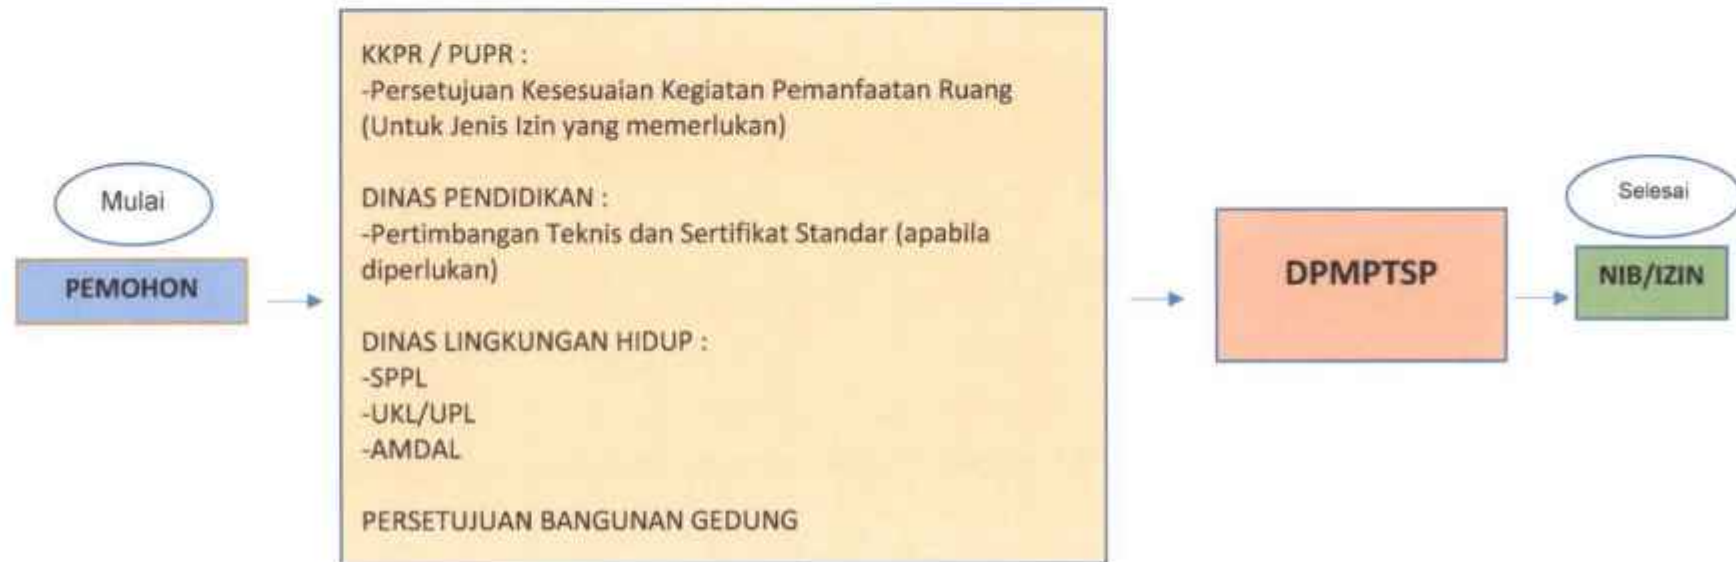 Mulai
PEMOHON
KKPR / PUPR :
-Persetujuan Kesesuaian Kegiatan Pemanfaatan Ruang
(Untuk Jenis Izin yang memerlukan)
DINAS PENDIDIKAN :
-Pertimbangan Teknis dan Sertifikat Standar (apabila
diperlukan)
DINAS LINGKUNGAN HIDUP :
-SPPL
-UKL/UPL
-AMDAL
PERSETUJUAN BANGUNAN GEDUNG
DPMPTSP
Selesai
NIB/IZIN